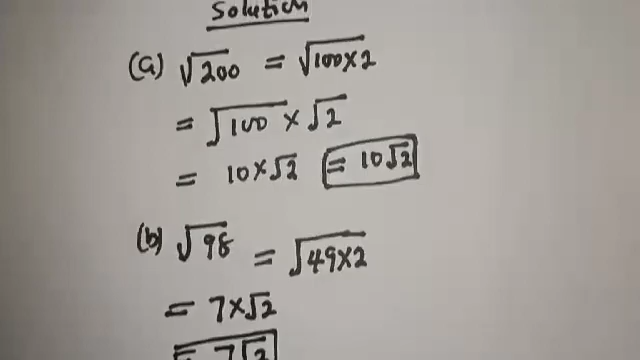 Solution
(a) √200 = √100×2
= √100 × √2
= 10×√2 = 10√2
(b) √98 = √49×2
= 7×√2
= 7√2